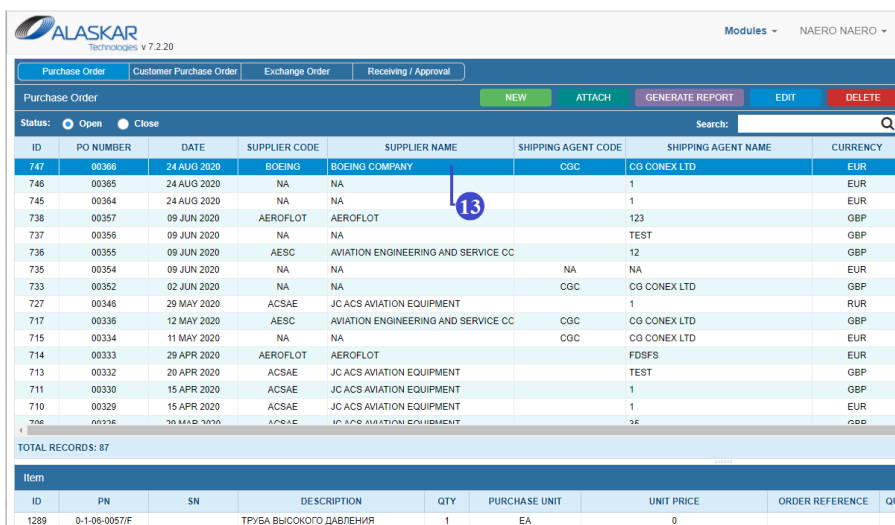 ALASKAR
Technologies v 7.2.20
Modules NAERO NAERO
Purchase Order Customer Purchase Order Exchange Order Receiving / Approval
Purchase Order NEW ATTACH GENERATE REPORT EDIT DELETE
Status: Open Close Search:
ID PO NUMBER DATE SUPPLIER CODE SUPPLIER NAME SHIPPING AGENT CODE SHIPPING AGENT NAME CURRENCY
747 00366 24 AUG 2020 BOEING BOEING COMPANY CGC CG CONEX LTD EUR
746 00365 24 AUG 2020 NA NA 1 EUR
745 00364 24 AUG 2020 NA NA 1 EUR
13
738 00357 09 JUN 2020 AEROFLOT AEROFLOT 123 GBP
737 00356 09 JUN 2020 NA NA TEST GBP
736 00355 09 JUN 2020 AESC AVIATION ENGINEERING AND SERVICE CC 12 GBP
735 00354 09 JUN 2020 NA NA NA NA EUR
733 00352 02 JUN 2020 NA NA CGC CG CONEX LTD GBP
727 00346 29 MAY 2020 ACSAE JC ACS AVIATION EQUIPMENT 1 RUR
717 00336 12 MAY 2020 AESC AVIATION ENGINEERING AND SERVICE CC CGC CG CONEX LTD GBP
715 00334 11 MAY 2020 NA NA CGC CG CONEX LTD EUR
714 00333 29 APR 2020 AEROFLOT AEROFLOT FDSFS EUR
713 00332 20 APR 2020 ACSAE JC ACS AVIATION EQUIPMENT TEST GBP
711 00330 15 APR 2020 ACSAE JC ACS AVIATION EQUIPMENT 1 GBP
710 00329 15 APR 2020 ACSAE JC ACS AVIATION EQUIPMENT 1 EUR
29 MAR 2020 ACSAE JC ACS AVIATION EQUIPMENT GBP
TOTAL RECORDS: 87
Item
ID PN SN DESCRIPTION QTY PURCHASE UNIT UNIT PRICE ORDER REFERENCE
1289 0-1-06-0057/F ТРУБА ВЫСОКОГО ДАВЛЕНИЯ 1 EA 0